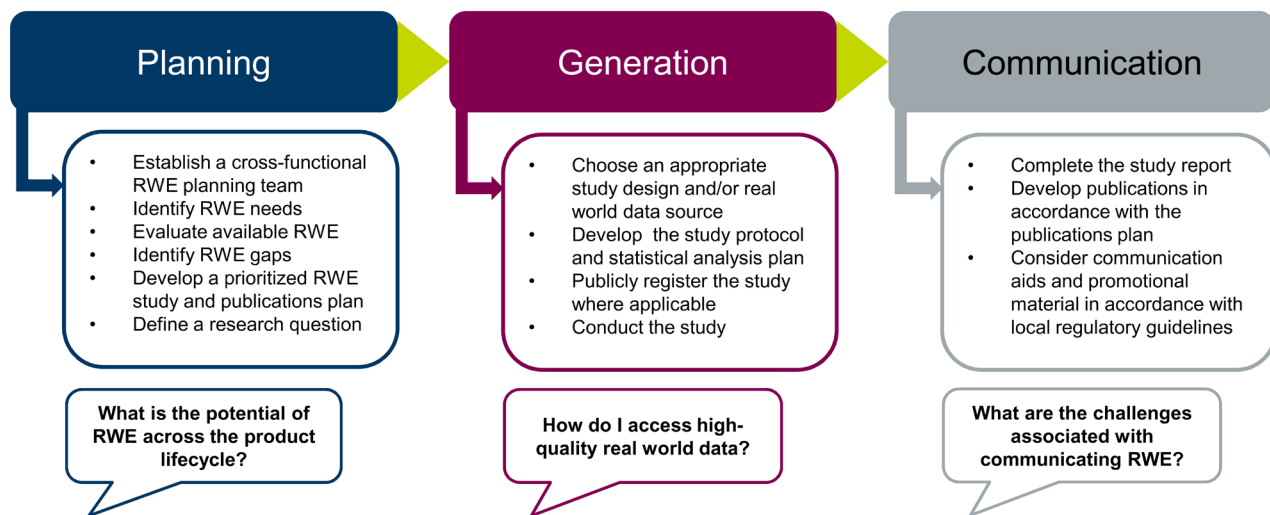 Planning
• Establish a cross-functional
RWE planning team
• Identify RWE needs
• Evaluate available RWE
• Identify RWE gaps
• Develop a prioritized RWE
study and publications plan
• Define a research question
What is the potential of
RWE across the product
lifecycle?
Generation
• Choose an appropriate
study design and/or real
world data source
• Develop the study protocol
and statistical analysis plan
• Publicly register the study
where applicable
• Conduct the study
How do I access high-
quality real world data?
Communication
• Complete the study report
• Develop publications in
accordance with the
publications plan
• Consider communication
aids and promotional
material in accordance with
local regulatory guidelines
What are the challenges
associated with
communicating RWE?